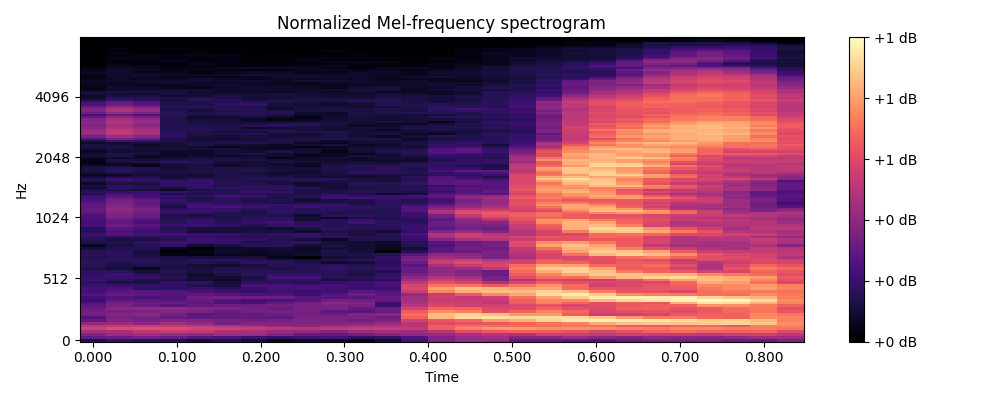 Normalized Mel-frequency spectrogram
4096
2048
1024
512
0
Hz
0.000 0.100 0.200 0.300 0.400 0.500 0.600 0.700 0.800
Time
+1 dB
+1 dB
+1 dB
+0 dB
+0 dB
+0 dB